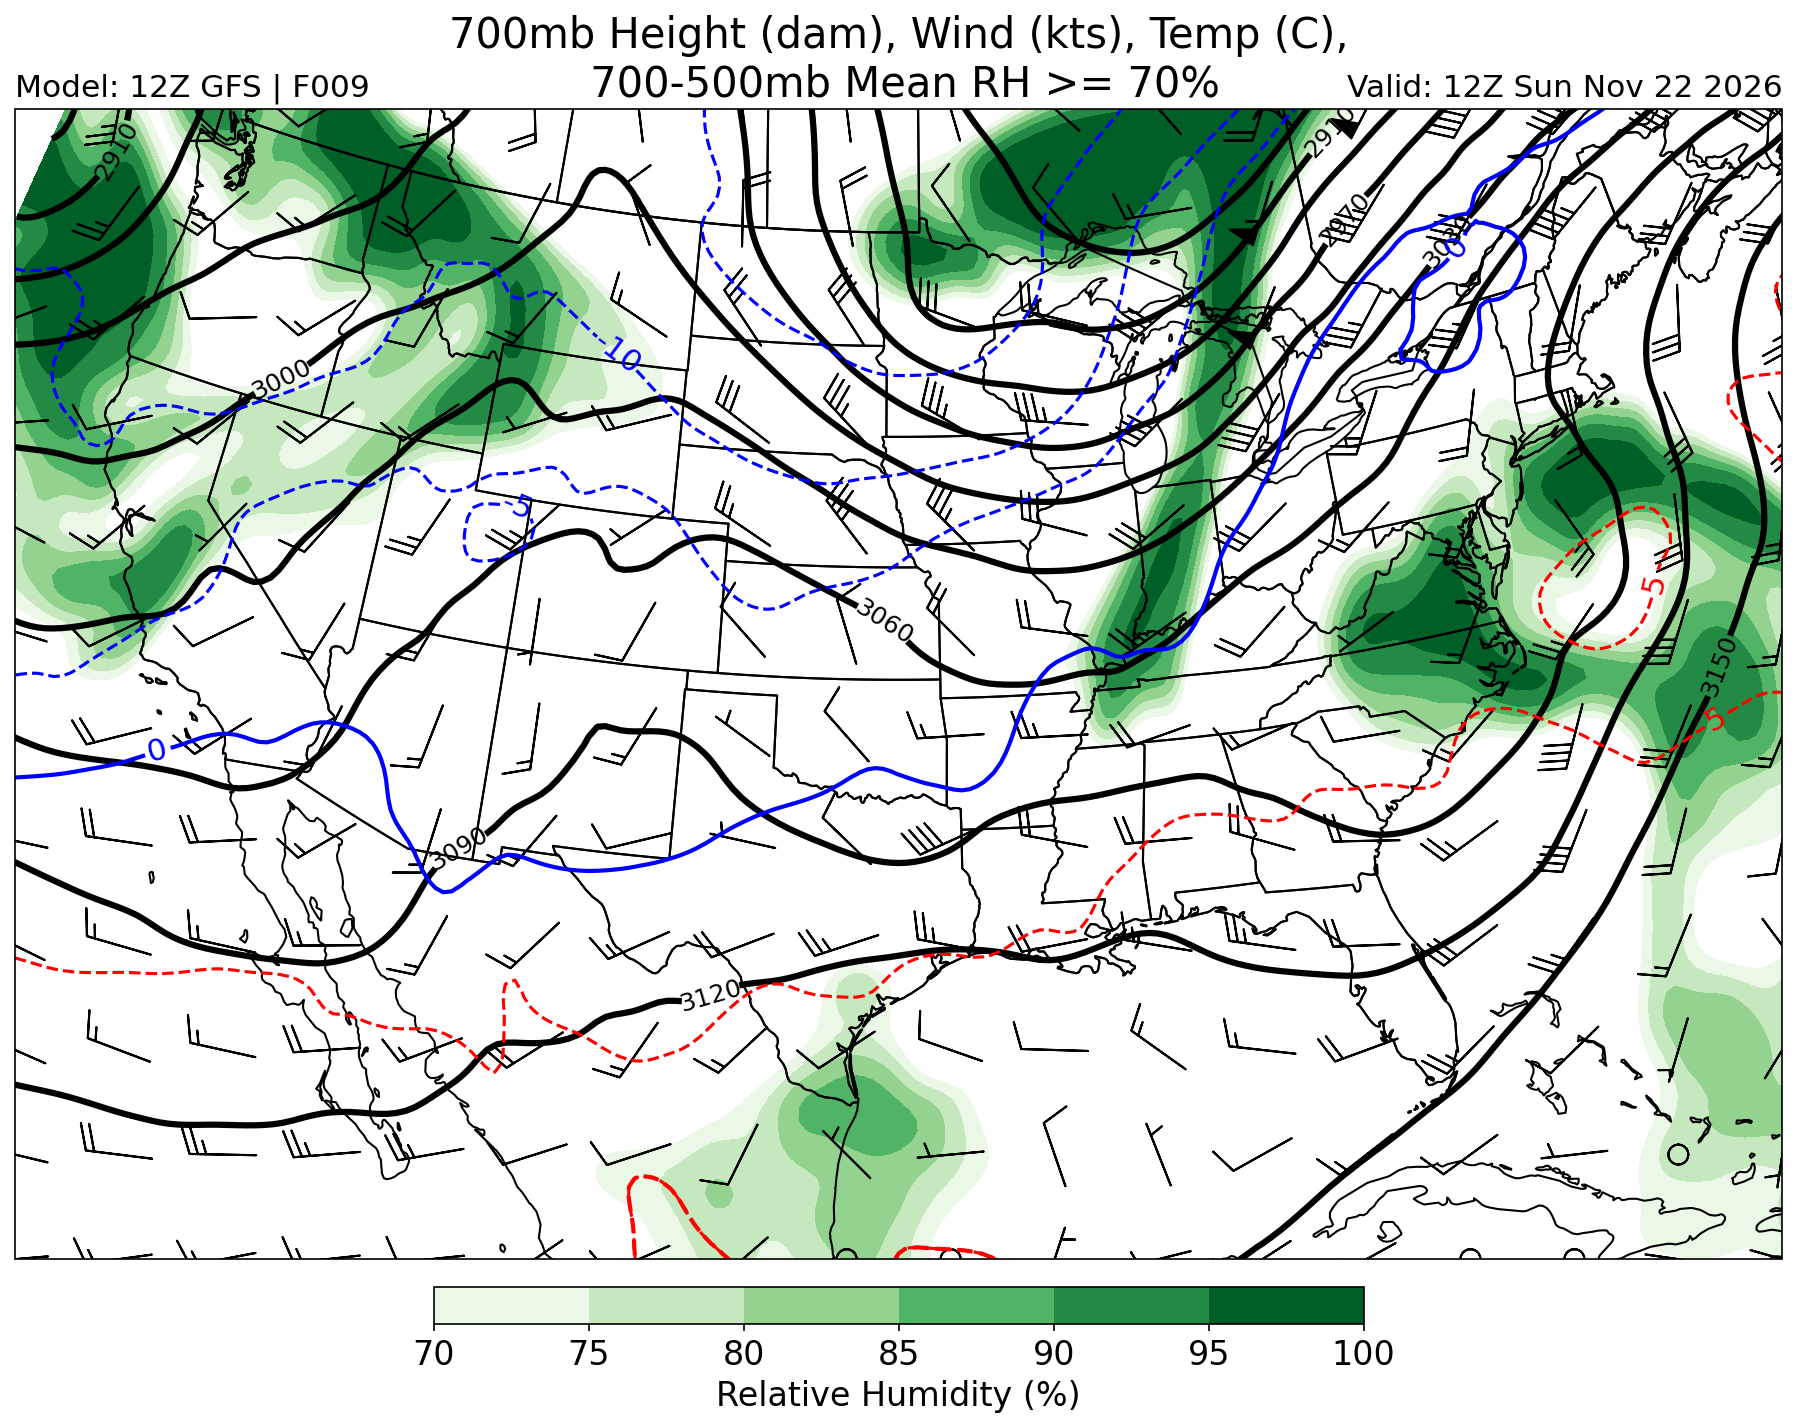 700mb Height (dam), Wind (kts), Temp (C),
Model: 12Z GFS | F009
700-500mb Mean RH >= 70%
Valid: 12Z Sun Nov 22 2026
2910
2910
2970
3030
0
3000
10
5
3060
5
3150
5
0
3090
3120
70 75 80 85 90 95 100
Relative Humidity (%)